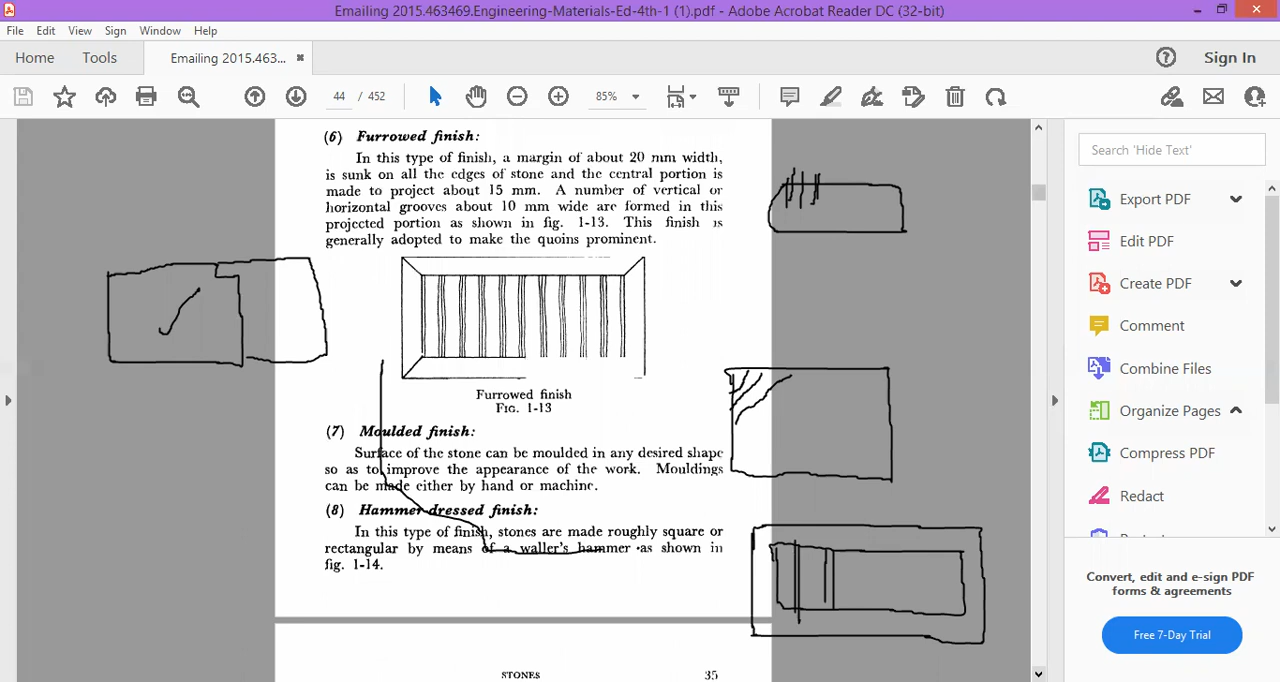 Emailing 2015.463469.Engineering-Materials-Ed-4th-1 (1).pdf - Adobe Acrobat Reader DC (32-bit)
File Edit View Sign Window Help
Home Tools Emailing 2015.463... Sign In
44 / 452 85%
(6) Furrowed finish:
In this type of finish, a margin of about 20 mm width,
is sunk on all the edges of stone and the central portion is
made to project about 15 mm. A number of vertical or
horizontal grooves about 10 mm wide are formed in this
projected portion as shown in fig. 1-13. This finish is
generally adopted to make the quoins prominent.
Furrowed finish
FIG. 1-13
(7) Moulded finish:
Surface of the stone can be moulded in any desired shape
so as to improve the appearance of the work. Mouldings
can be made either by hand or machine.
(8) Hammer dressed finish:
In this type of finish, stones are made roughly square or
rectangular by means of a waller's hammer as shown in
fig. 1-14.
STONES 35
Search 'Hide Text'
Export PDF
Edit PDF
Create PDF
Comment
Combine Files
Organize Pages
Compress PDF
Redact
Convert, edit and e-sign PDF
forms & agreements
Free 7-Day Trial